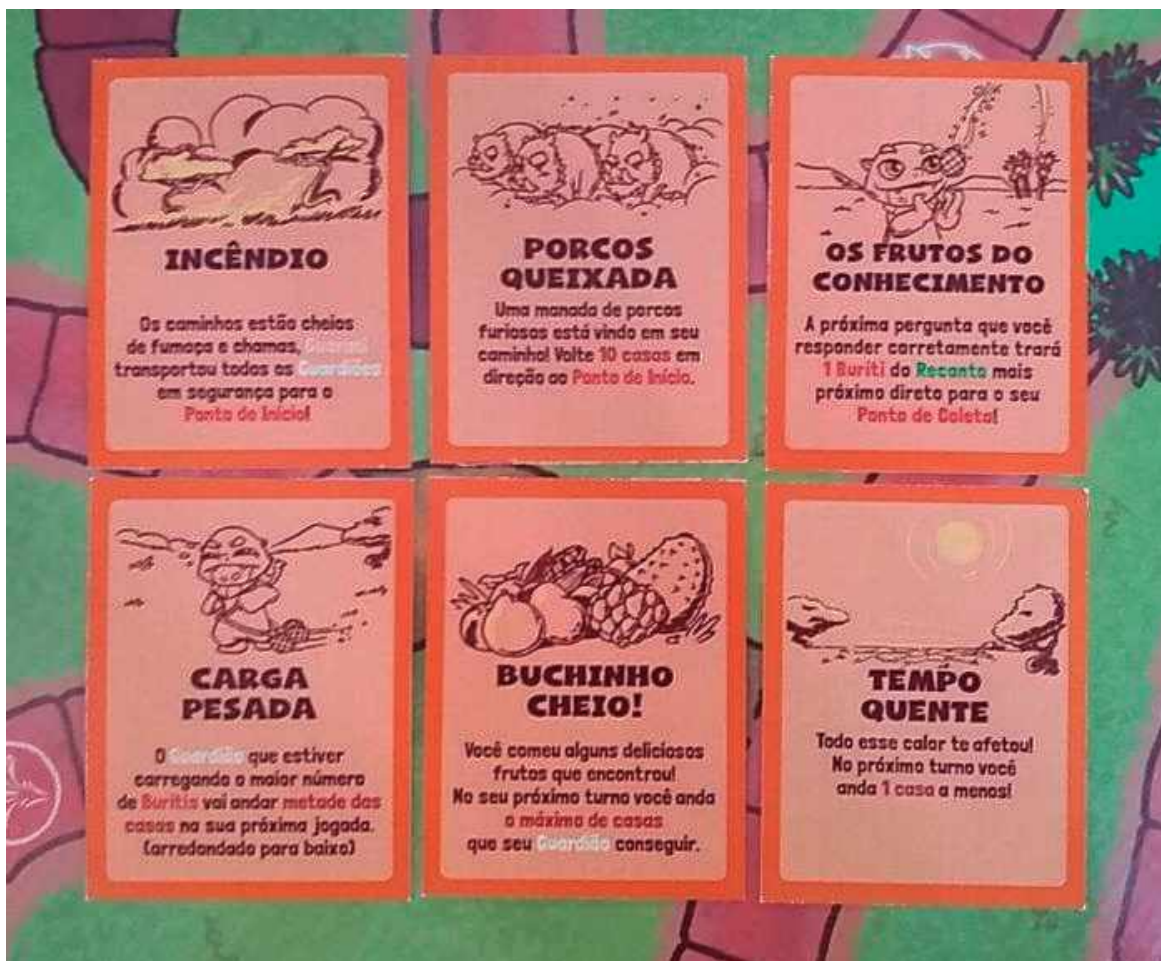 INCÊNDIO
Os caminhos estão cheios
de fumaça e chamas, Guarani
transportou todos os Guardiões
em segurança para o
Ponto de Início!
PORCOS
QUEIXADA
Uma manada de porcos
furiosos está vindo em seu
caminho! Volte 10 casas em
direção ao Ponto de Início.
OS FRUTOS DO
CONHECIMENTO
A próxima pergunta que você
responder corretamente trará
1 Buriti do Recanto mais
próximo direto para o seu
Ponto de Coleta!
CARGA
PESADA
O Guardião que estiver
carregando o maior número
de Buritis vai andar metade das
casas na sua próxima jogada.
(arredondado para baixo)
BUCHINHO
CHEIO!
Você comeu alguns deliciosos
frutos que encontrou!
No seu próximo turno você anda
o máximo de casas
que seu Guardião conseguir.
TEMPO
QUENTE
Todo esse calor te afetou!
No próximo turno você
anda 1 casa a menos!